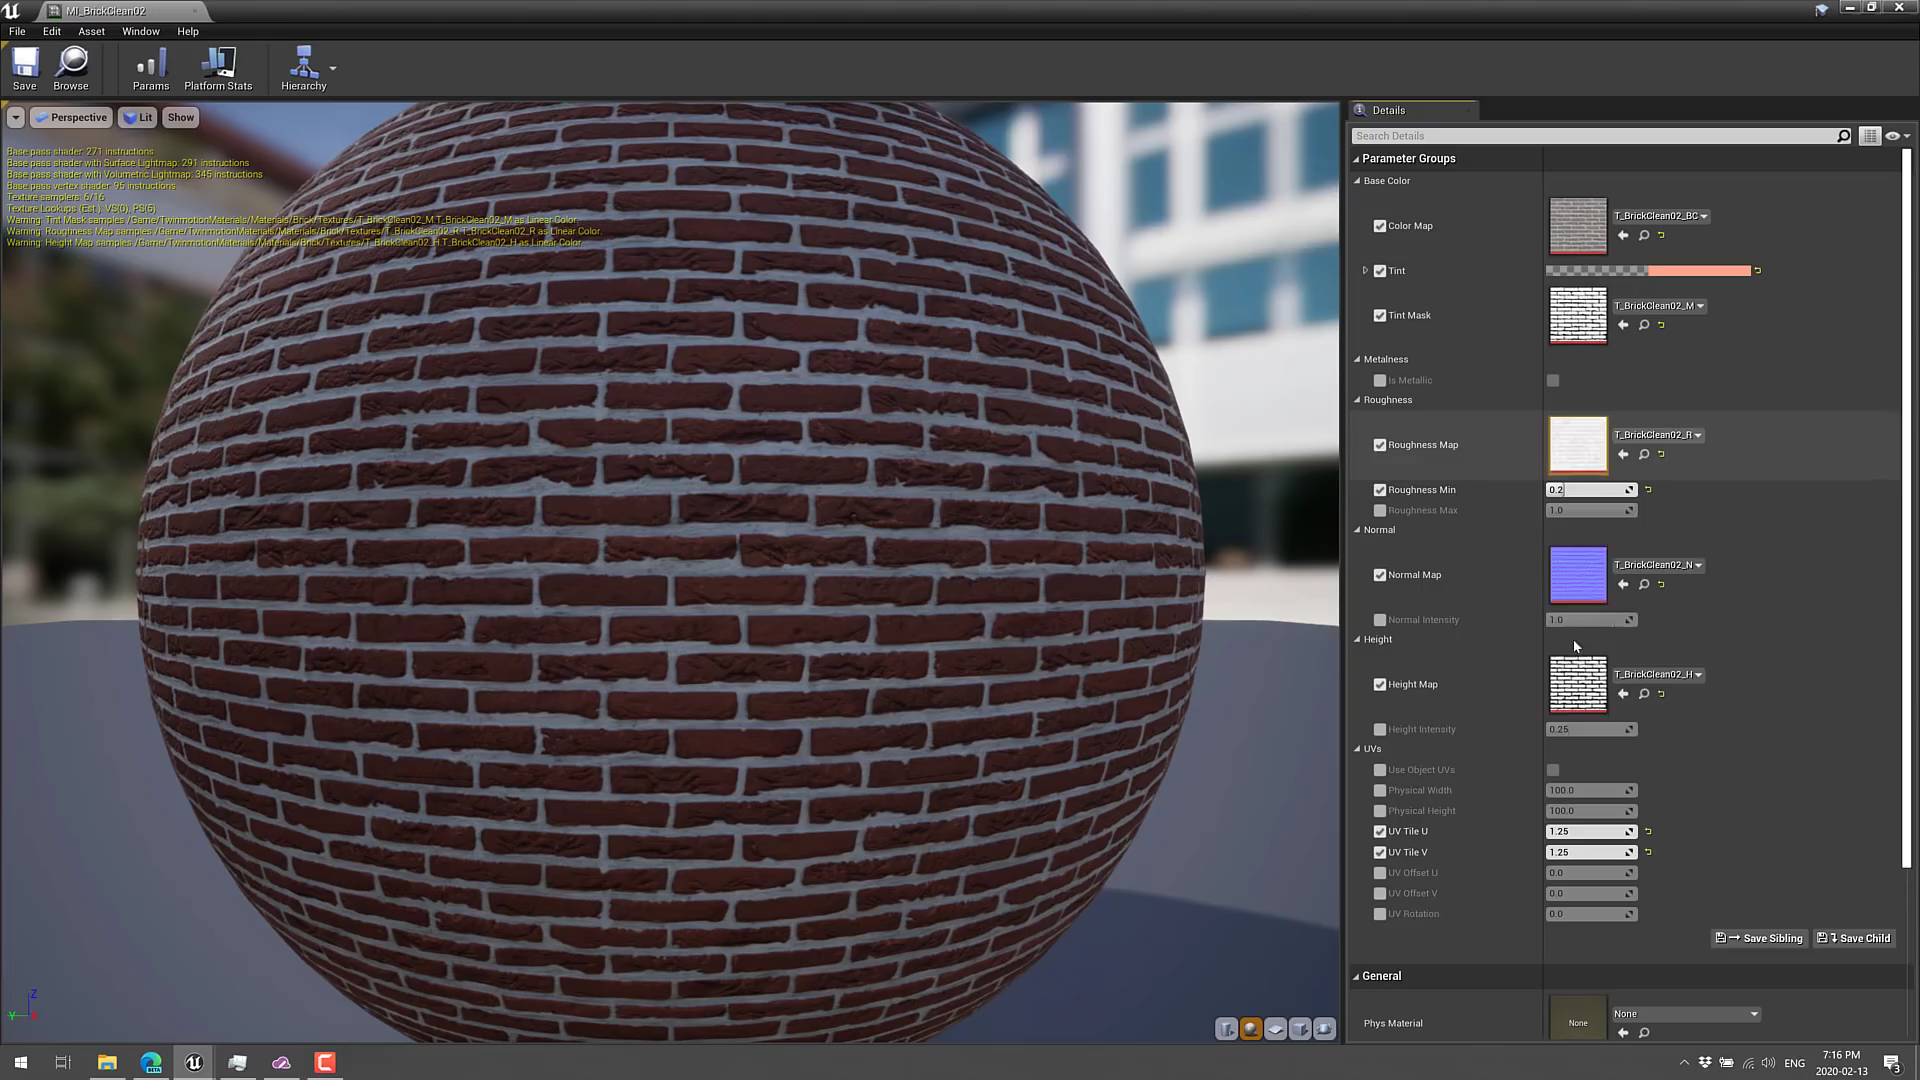 MI_BrickClean02
File Edit Asset Window Help
Save Browse Params Platform Stats Hierarchy
Perspective Lit Show
Base pass shader: 271 instructions
Base pass shader with Surface Lightmap: 291 instructions
Base pass shader with Volumetric Lightmap: 345 instructions
Base pass vertex shader: 95 instructions
Texture samplers: 6/16
Texture Lookups (Est.): VS(0), PS(5)
Warning: Tint Mask samples /Game/TwinmotionMaterials/Materials/Brick/Textures/T_BrickClean02_M.T_BrickClean02_M as Linear Color.
Warning: Roughness Map samples /Game/TwinmotionMaterials/Materials/Brick/Textures/T_BrickClean02_R.T_BrickClean02_R as Linear Color.
Warning: Height Map samples /Game/TwinmotionMaterials/Materials/Brick/Textures/T_BrickClean02_H.T_BrickClean02_H as Linear Color.
Z
Y X
Details
Search Details
Parameter Groups
Base Color
Color Map T_BrickClean02_BC
Tint
Tint Mask T_BrickClean02_M
Metalness
Is Metallic
Roughness
Roughness Map T_BrickClean02_R
Roughness Min 0.2
Roughness Max 1.0
Normal
Normal Map T_BrickClean02_N
Normal Intensity 1.0
Height
Height Map T_BrickClean02_H
Height Intensity 0.25
UVs
Use Object UVs
Physical Width 100.0
Physical Height 100.0
UV Tile U 1.25
UV Tile V 1.25
UV Offset U 0.0
UV Offset V 0.0
UV Rotation 0.0
Save Sibling Save Child
General
Phys Material None None
BETA
ENG
7:16 PM
2020-02-13
3